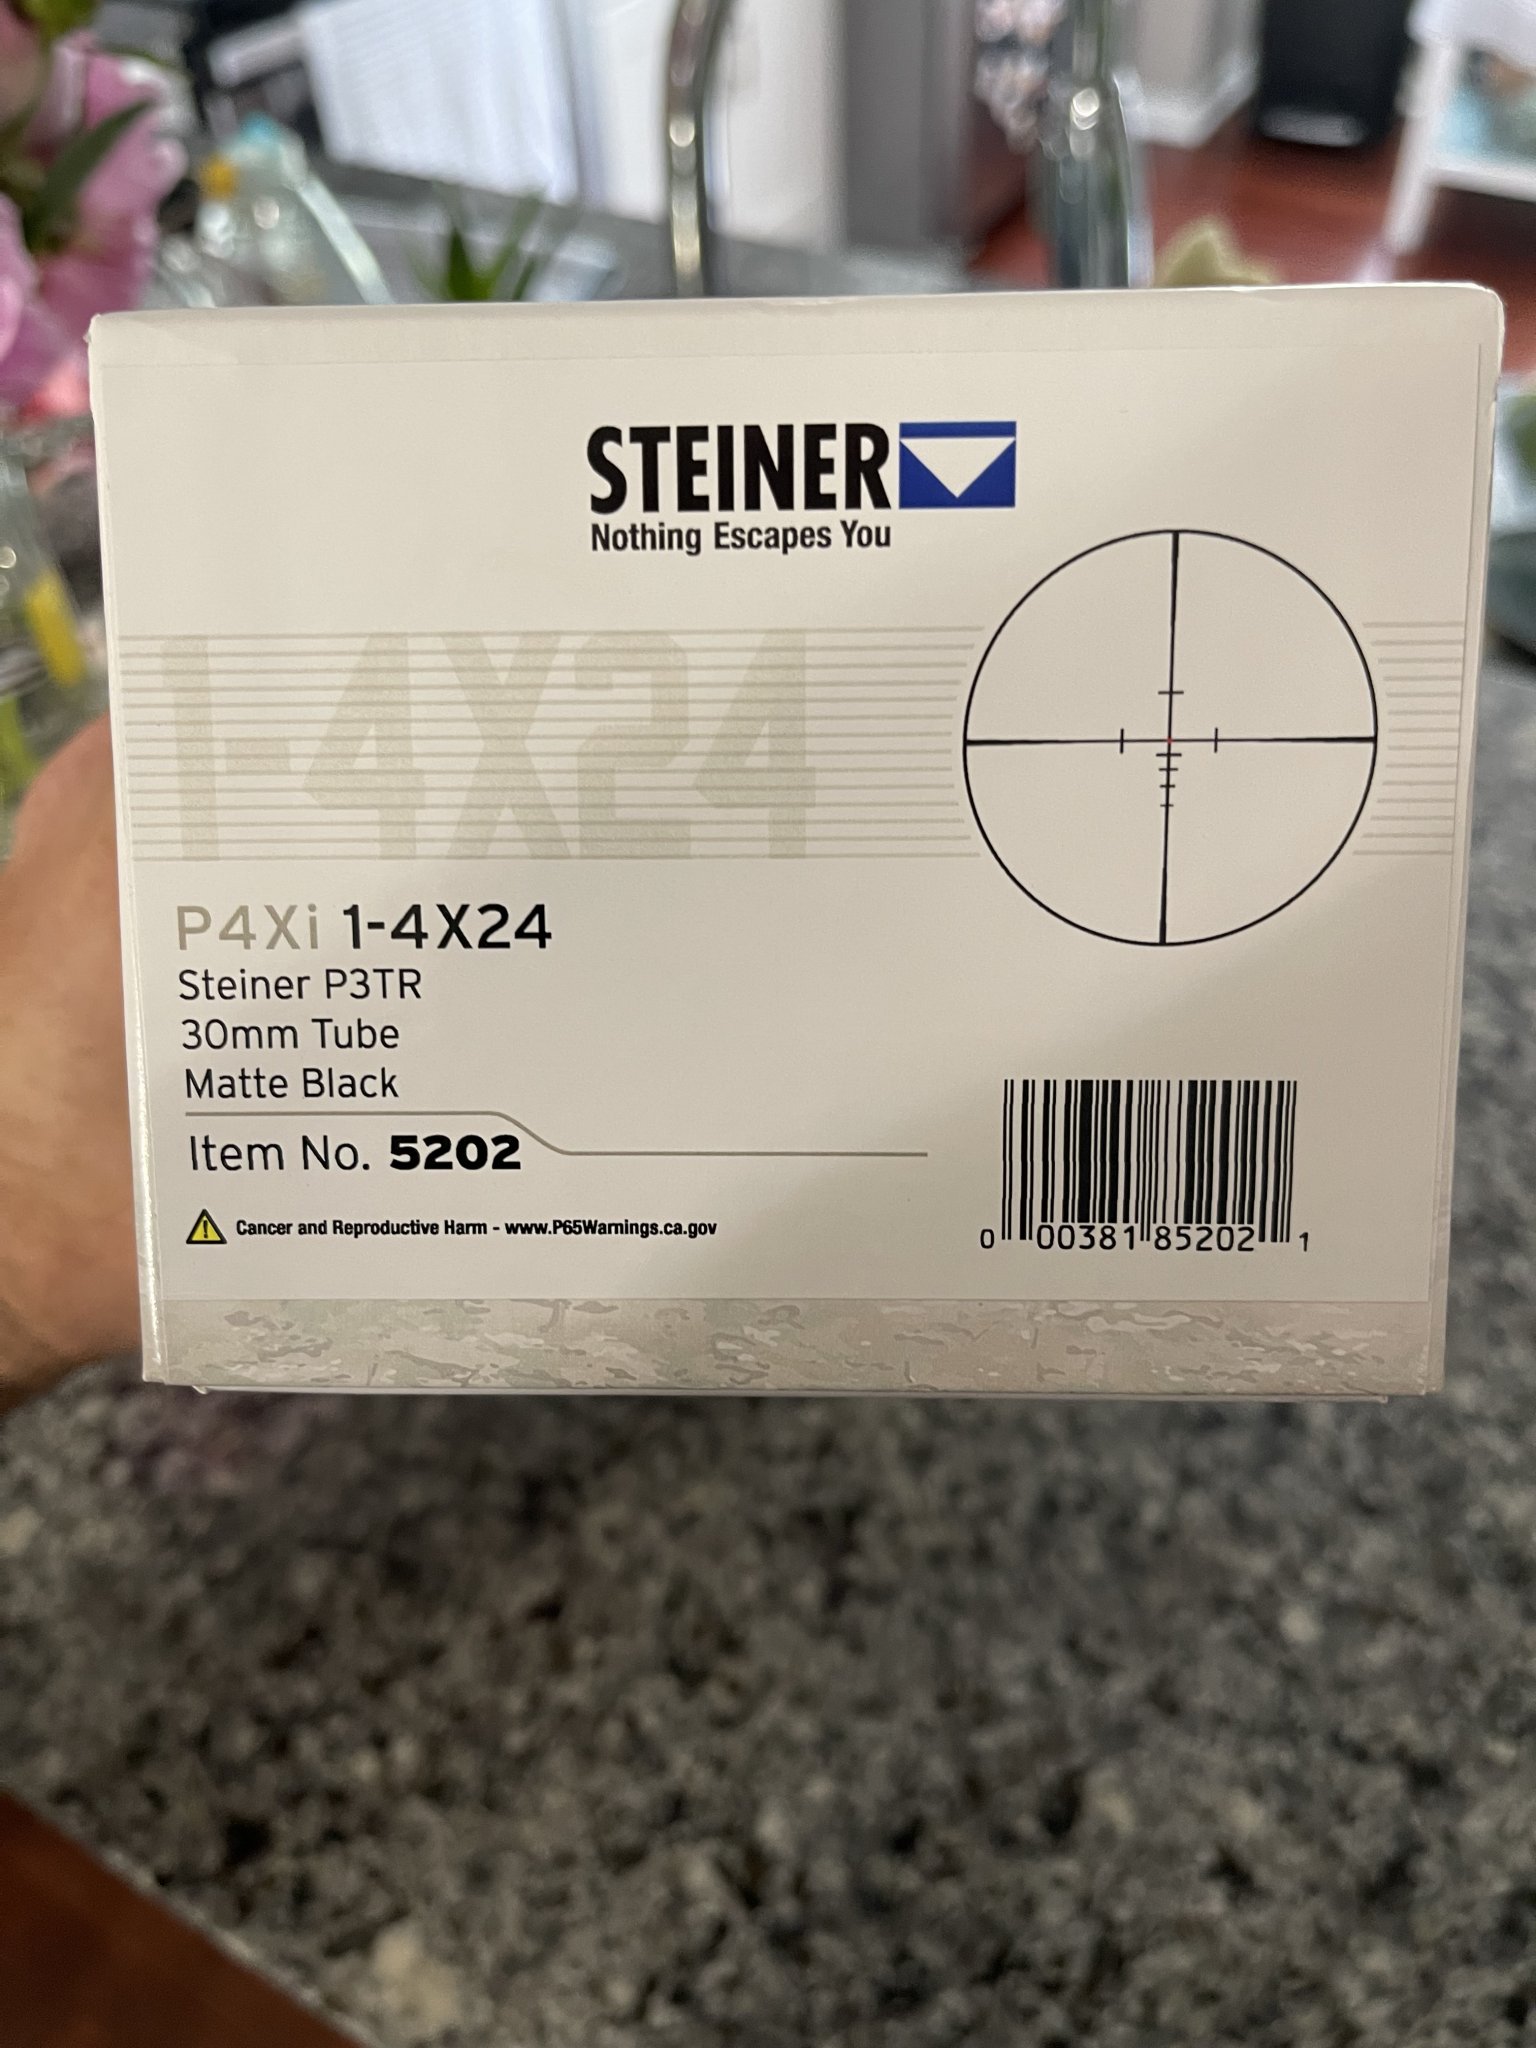 STEINER
Nothing Escapes You
1-4X24
P4Xi 1-4X24
Steiner P3TR
30mm Tube
Matte Black
Item No. 5202
Cancer and Reproductive Harm - www.P65Warnings.ca.gov
0 00381 85202 1